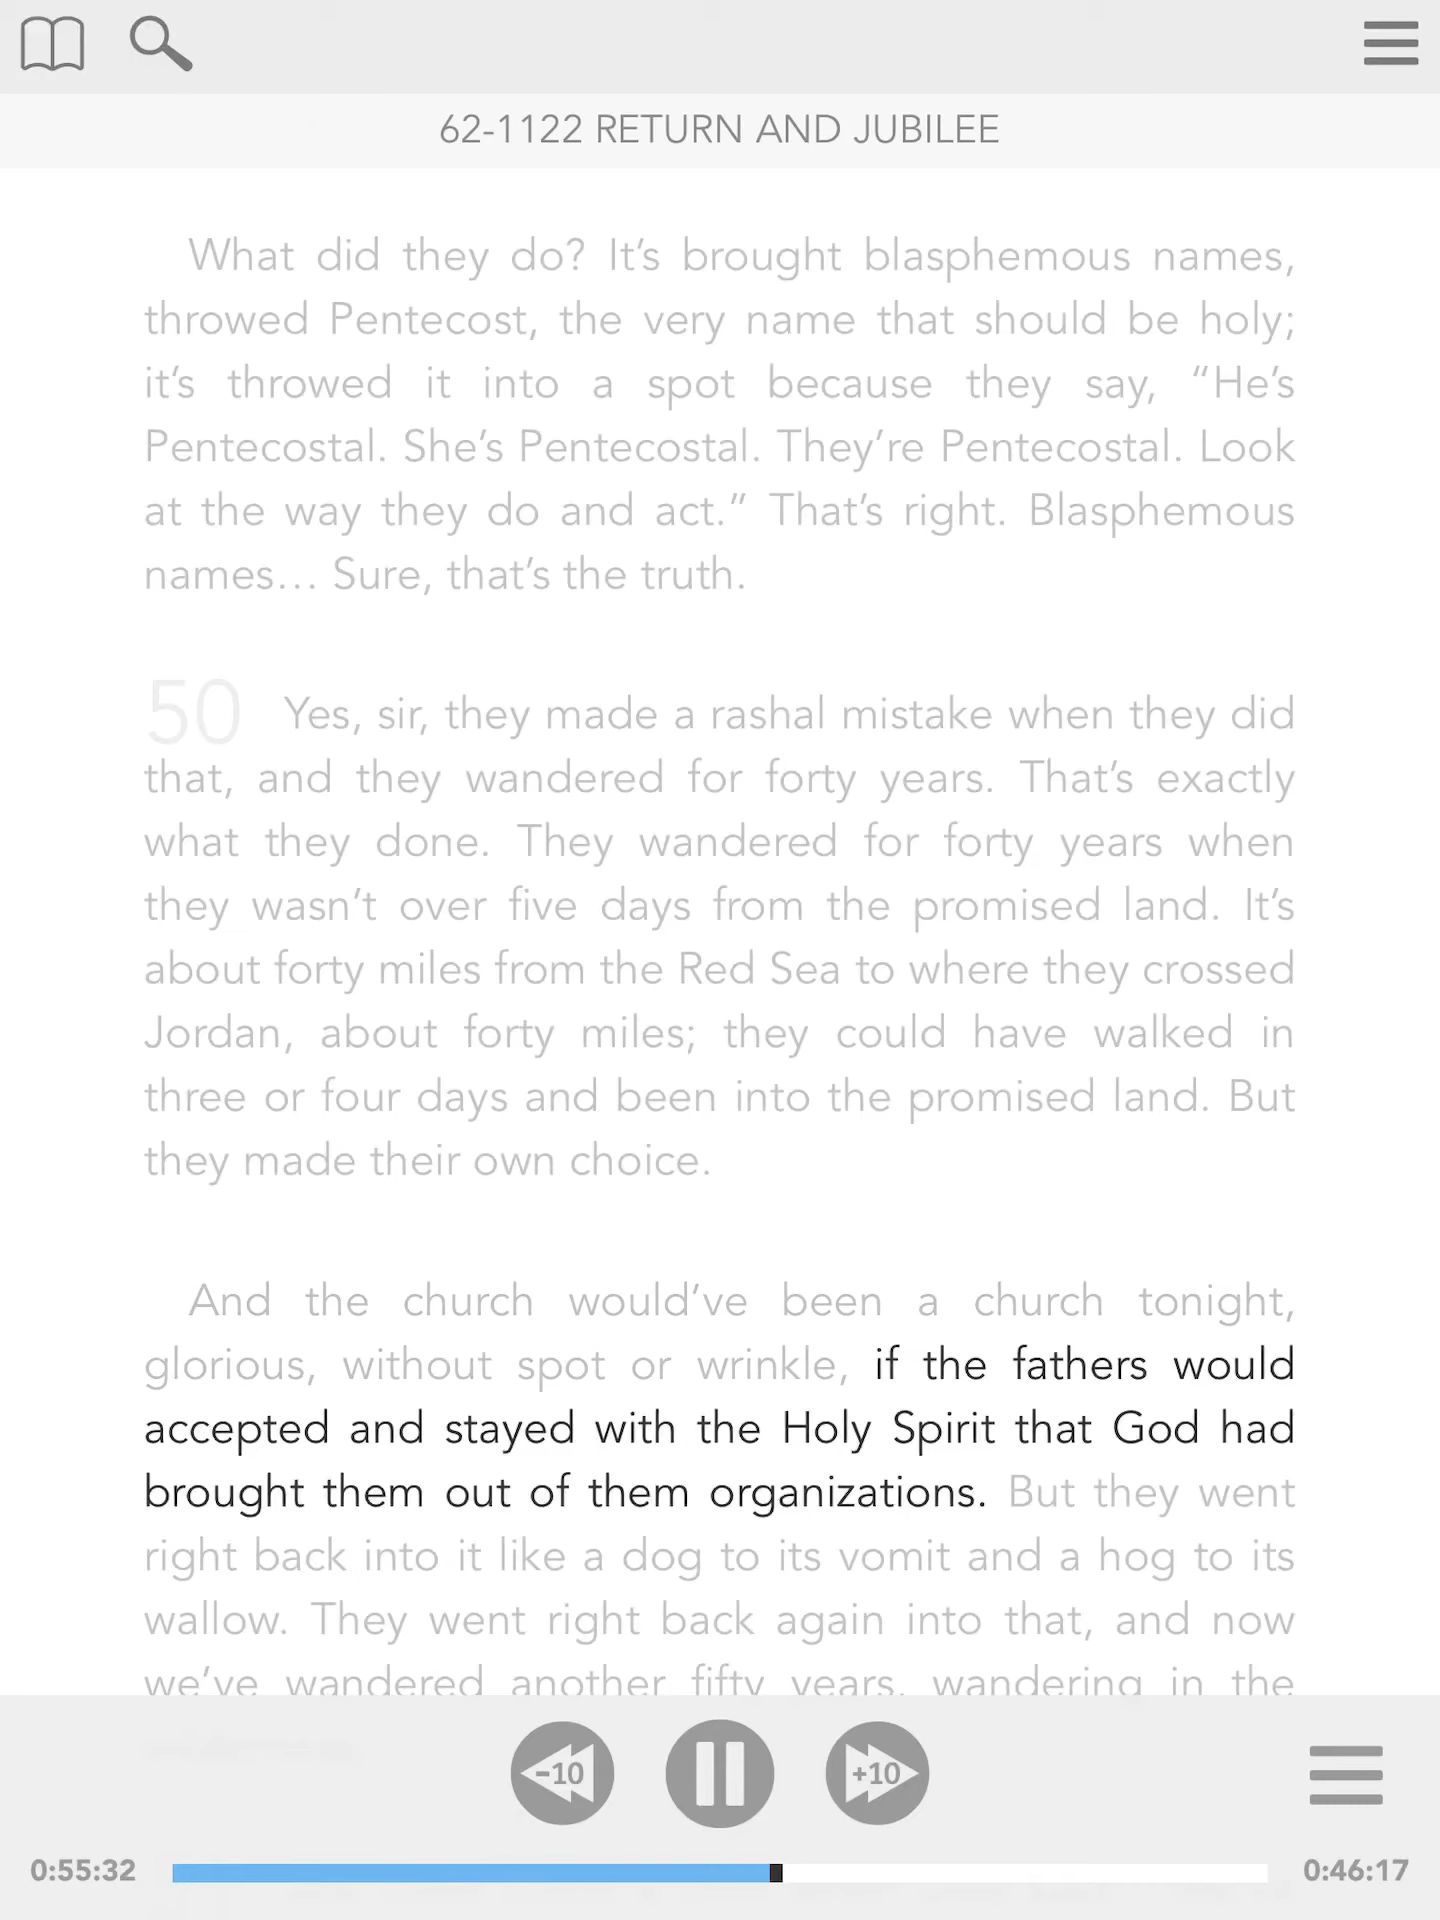 62-1122 RETURN AND JUBILEE
What did they do? It’s brought blasphemous names,
throwed Pentecost, the very name that should be holy;
it’s throwed it into a spot because they say, “He’s
Pentecostal. She’s Pentecostal. They’re Pentecostal. Look
at the way they do and act.” That’s right. Blasphemous
names… Sure, that’s the truth.
50 Yes, sir, they made a rashal mistake when they did
that, and they wandered for forty years. That’s exactly
what they done. They wandered for forty years when
they wasn’t over five days from the promised land. It’s
about forty miles from the Red Sea to where they crossed
Jordan, about forty miles; they could have walked in
three or four days and been into the promised land. But
they made their own choice.
And the church would’ve been a church tonight,
glorious, without spot or wrinkle, if the fathers would
accepted and stayed with the Holy Spirit that God had
brought them out of them organizations. But they went
right back into it like a dog to its vomit and a hog to its
wallow. They went right back again into that, and now
we’ve wandered another fifty years, wandering in the
-10 +10
0:55:32 0:46:17